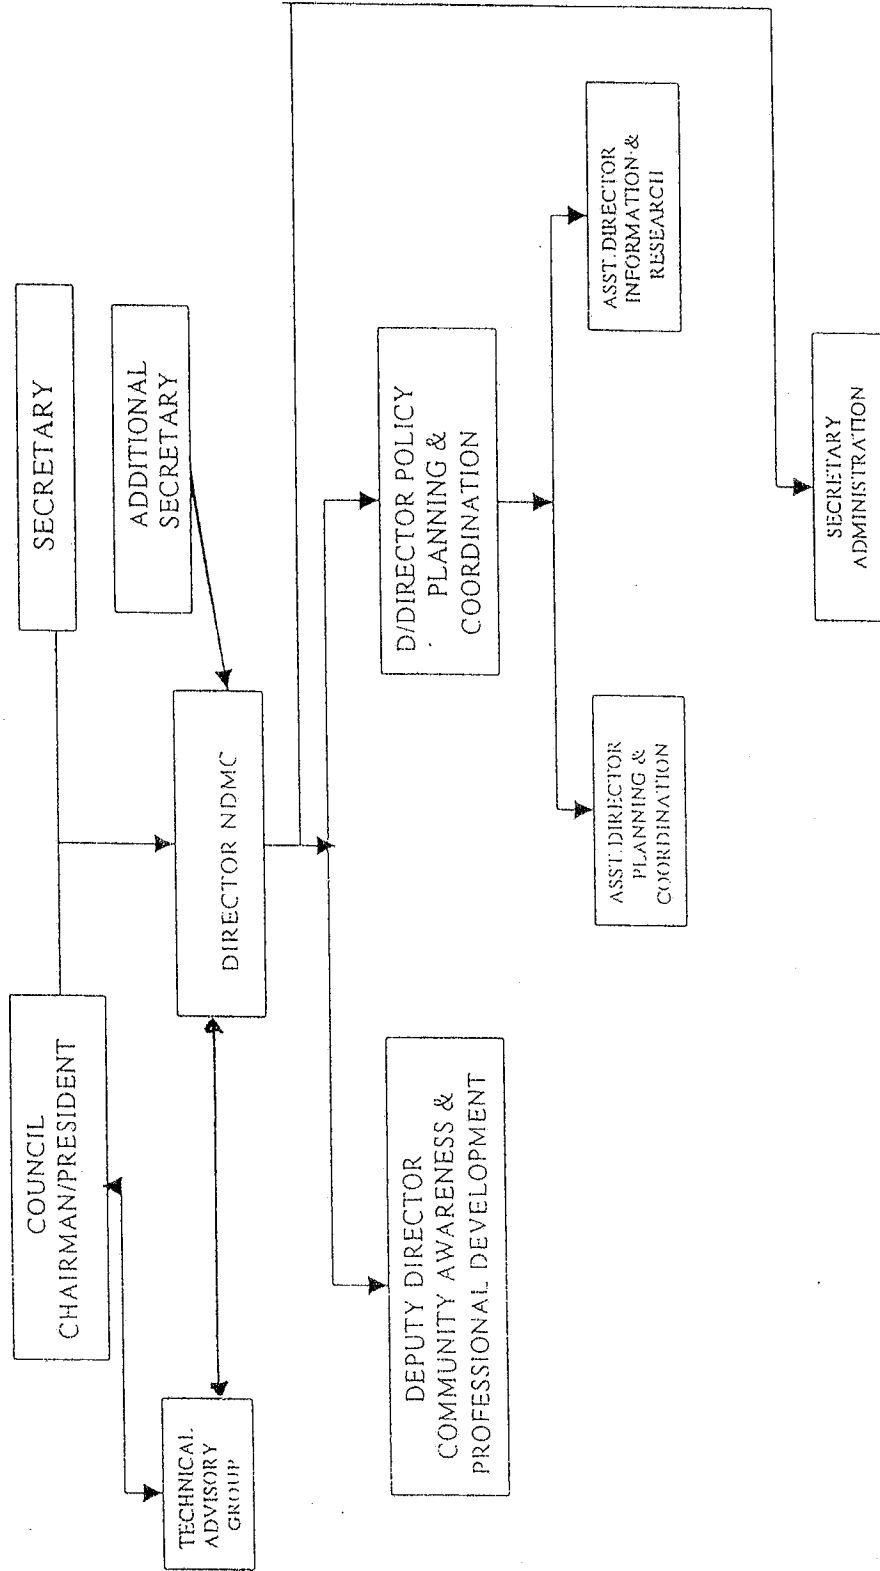 COUNCIL
CHAIRMAN/PRESIDENT
SECRETARY
TECHNICAL
ADVISORY
GROUP
DIRECTOR NDMC
ADDITIONAL
SECRETARY
DEPUTY DIRECTOR
COMMUNITY AWARENESS &
PROFESSIONAL DEVELOPMENT
D/DIRECTOR POLICY
PLANNING &
COORDINATION
ASST.DIRECTOR
PLANNING &
COORDINATION
ASST.DIRECTOR
INFORMATION &
RESEARCH
SECRETARY
ADMINISTRATION